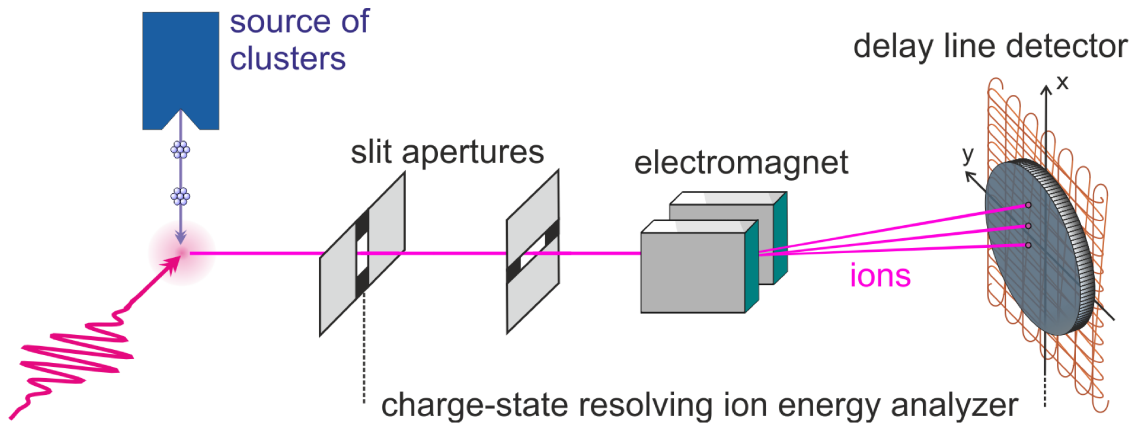 source of
clusters
delay line detector
x
slit apertures
electromagnet
y
ions
charge-state resolving ion energy analyzer